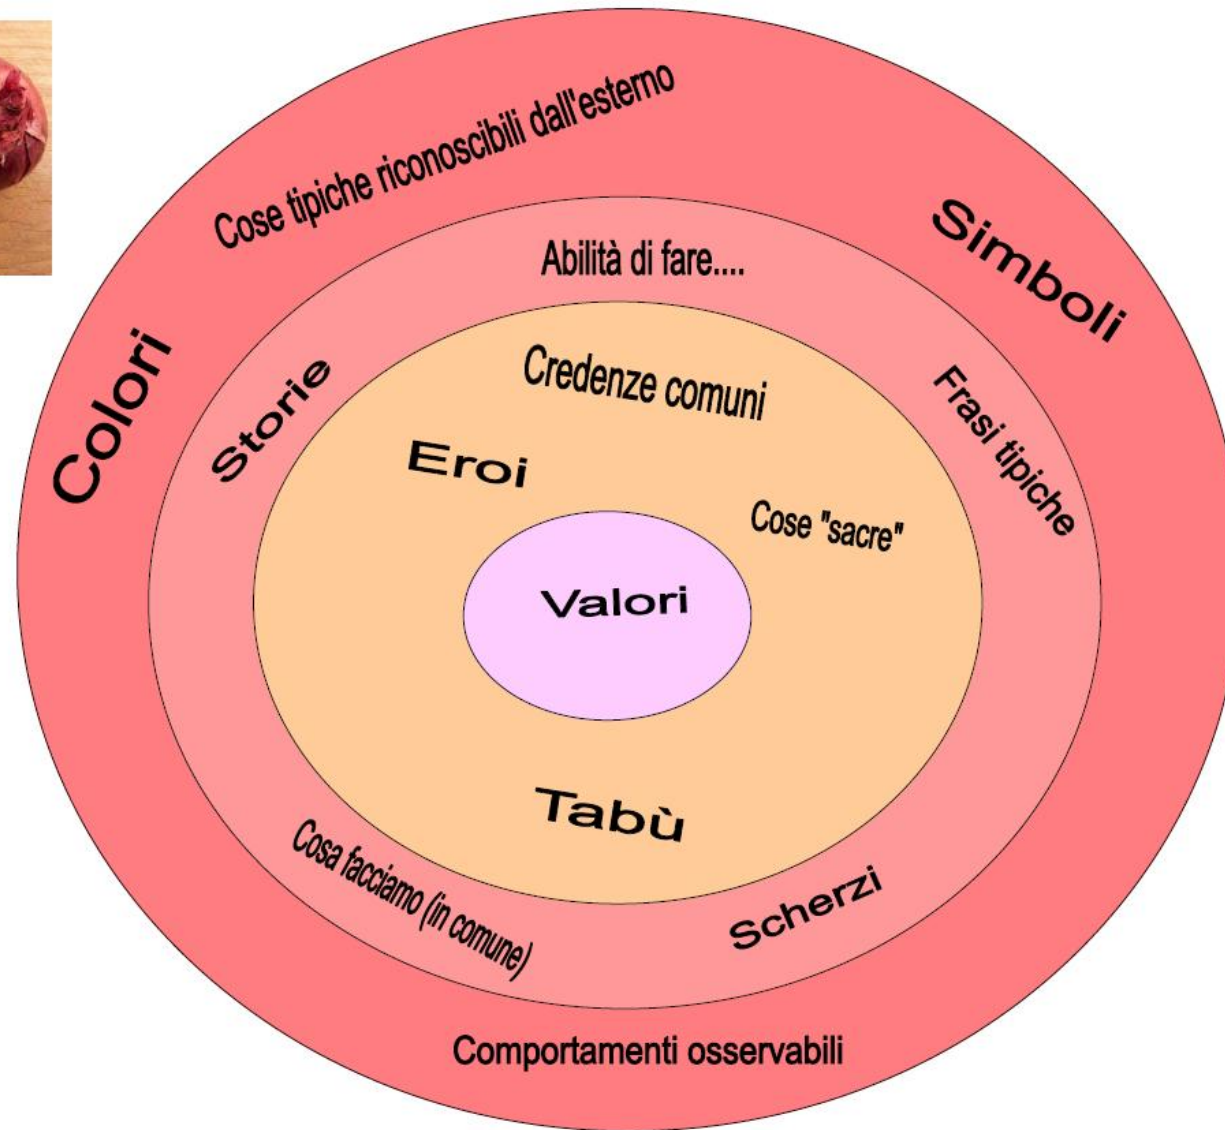 Cose tipiche riconoscibili dall'esterno
Simboli
Colori
Abilità di fare....
Storie
Frasi tipiche
Credenze comuni
Eroi
Cose "sacre"
Valori
Tabù
Cosa facciamo (in comune)
Scherzi
Comportamenti osservabili